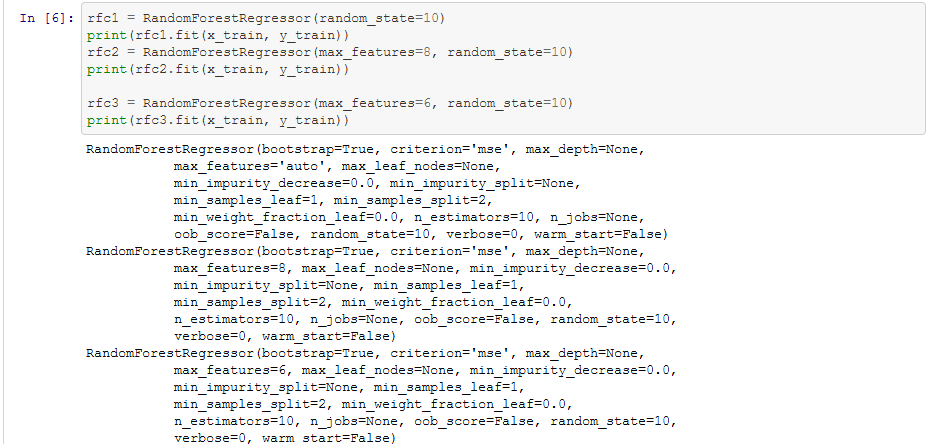 In [6]: rfc1 = RandomForestRegressor(random_state=10)
print(rfc1.fit(x_train, y_train))
rfc2 = RandomForestRegressor(max_features=8, random_state=10)
print(rfc2.fit(x_train, y_train))
rfc3 = RandomForestRegressor(max_features=6, random_state=10)
print(rfc3.fit(x_train, y_train))
RandomForestRegressor(bootstrap=True, criterion='mse', max_depth=None,
max_features='auto', max_leaf_nodes=None,
min_impurity_decrease=0.0, min_impurity_split=None,
min_samples_leaf=1, min_samples_split=2,
min_weight_fraction_leaf=0.0, n_estimators=10, n_jobs=None,
oob_score=False, random_state=10, verbose=0, warm_start=False)
RandomForestRegressor(bootstrap=True, criterion='mse', max_depth=None,
max_features=8, max_leaf_nodes=None, min_impurity_decrease=0.0,
min_impurity_split=None, min_samples_leaf=1,
min_samples_split=2, min_weight_fraction_leaf=0.0,
n_estimators=10, n_jobs=None, oob_score=False, random_state=10,
verbose=0, warm_start=False)
RandomForestRegressor(bootstrap=True, criterion='mse', max_depth=None,
max_features=6, max_leaf_nodes=None, min_impurity_decrease=0.0,
min_impurity_split=None, min_samples_leaf=1,
min_samples_split=2, min_weight_fraction_leaf=0.0,
n_estimators=10, n_jobs=None, oob_score=False, random_state=10,
verbose=0, warm_start=False)